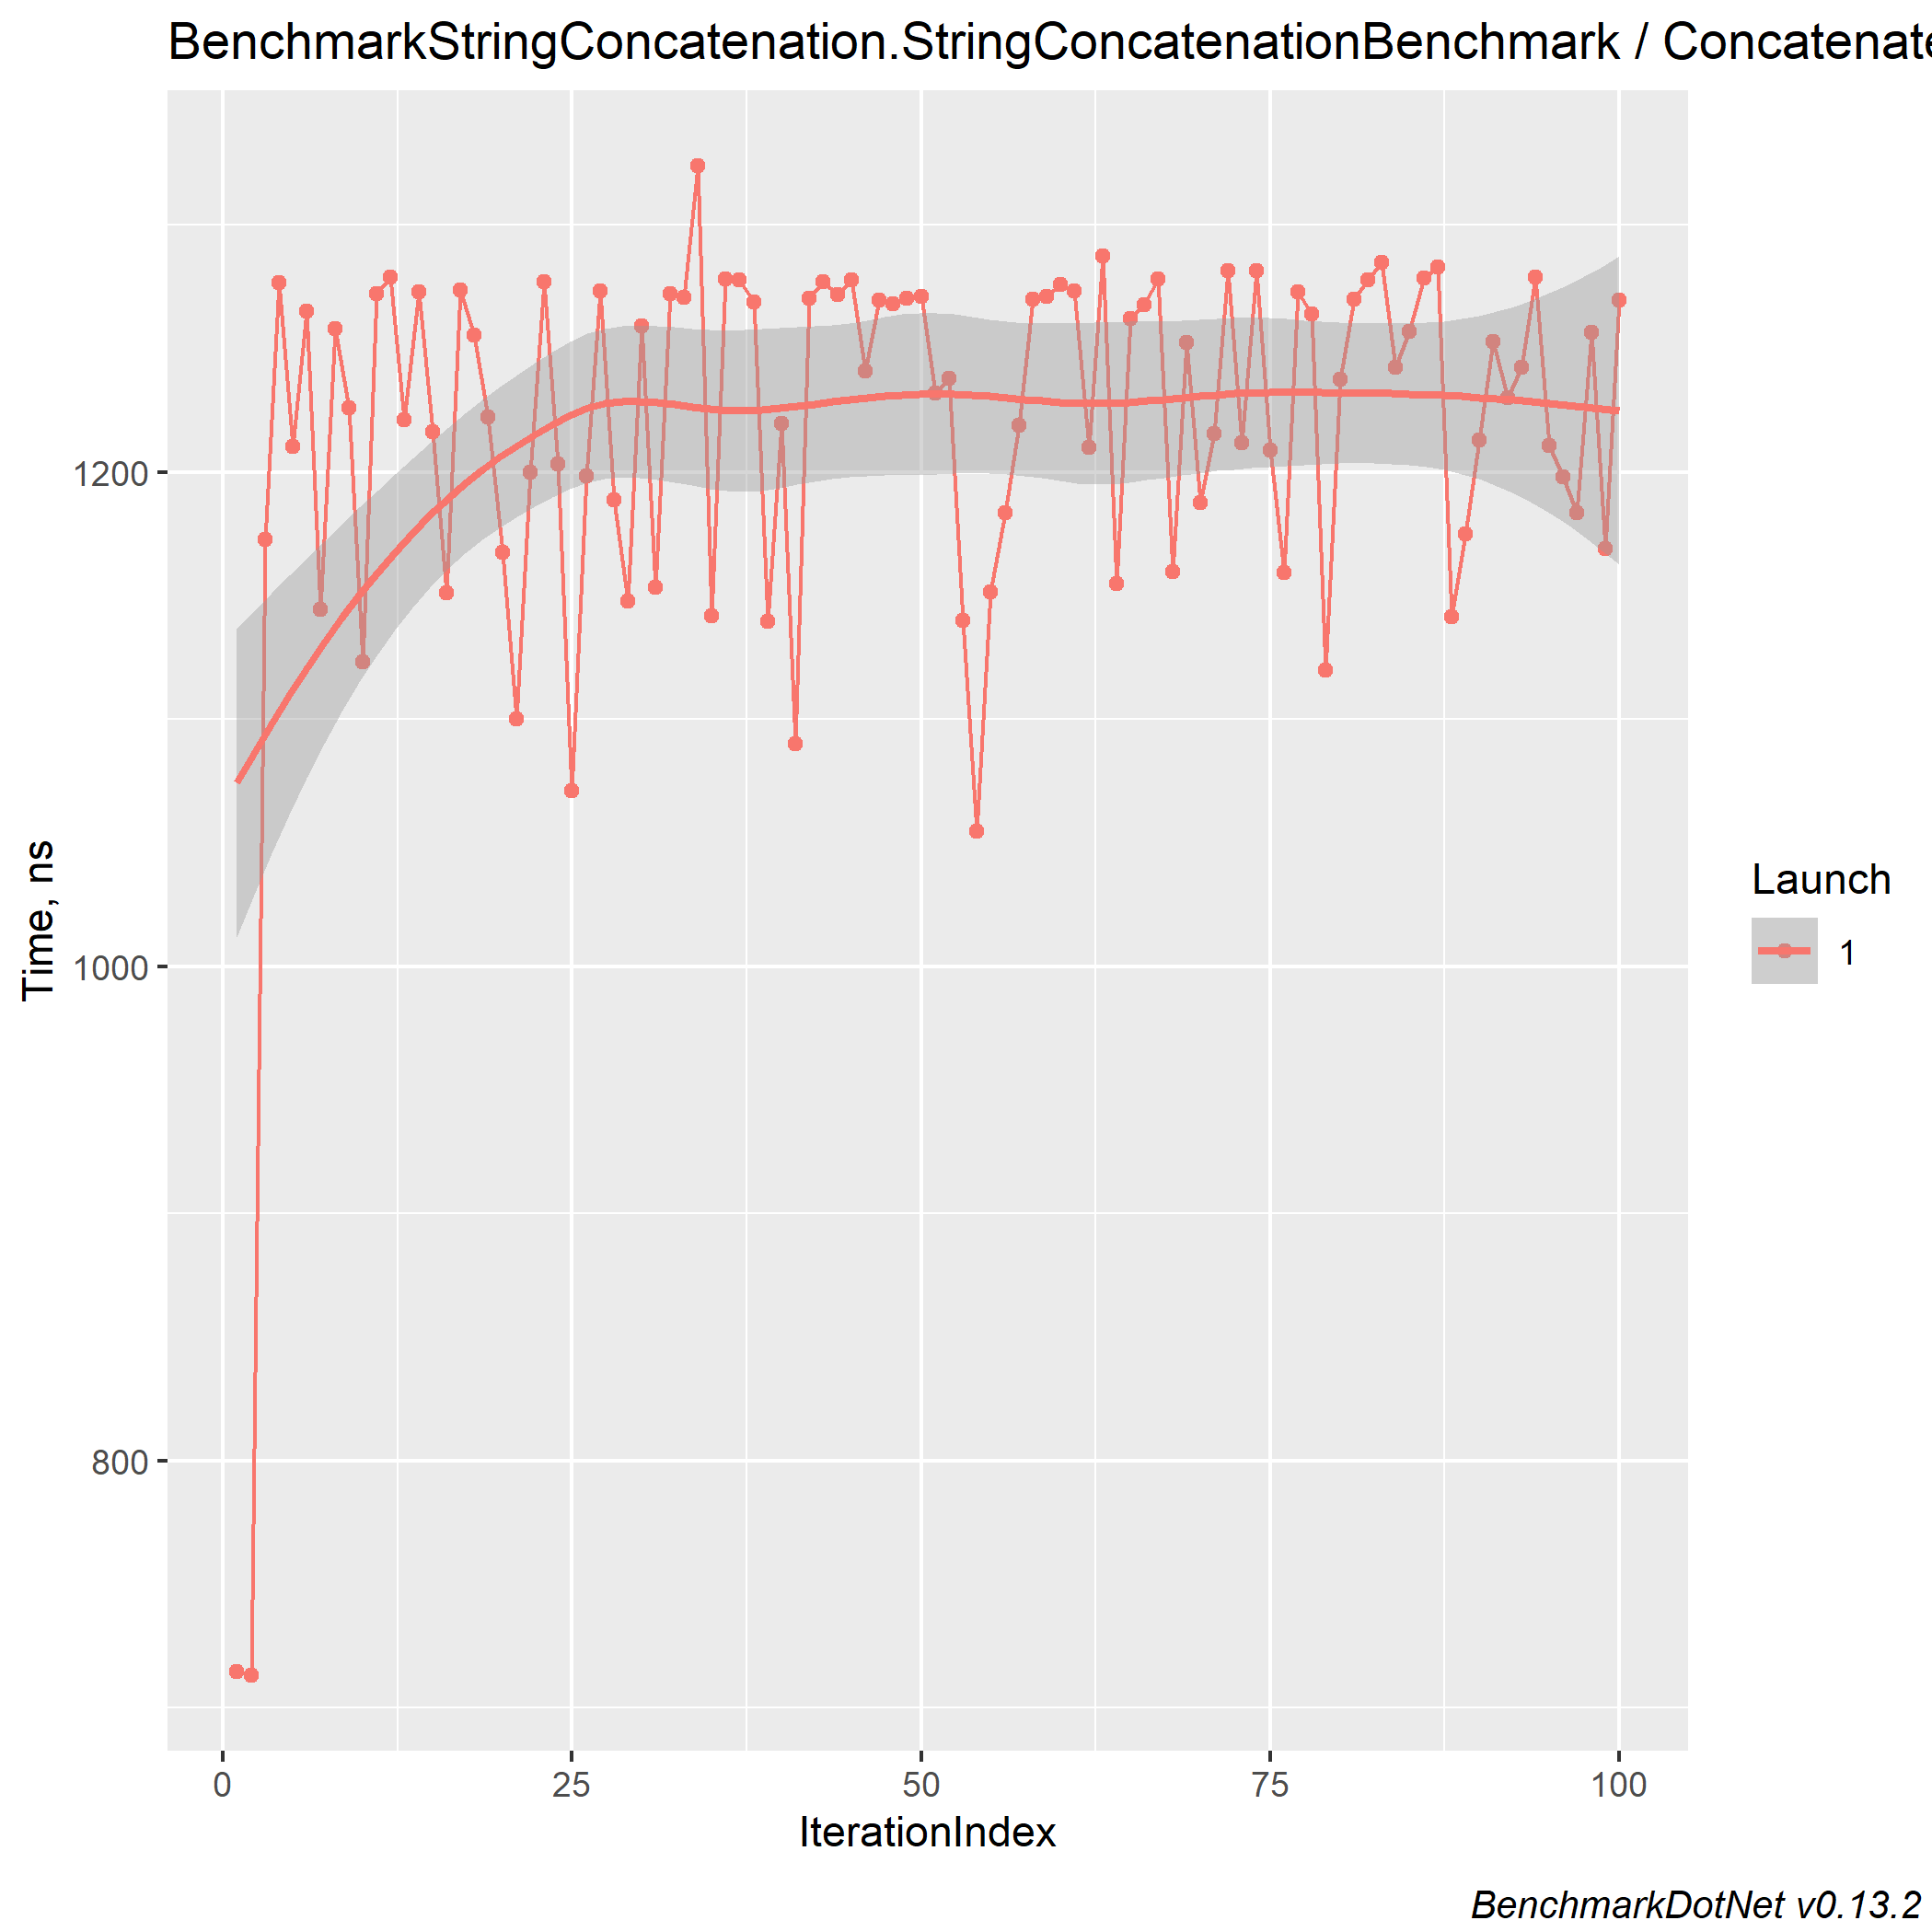 BenchmarkStringConcatenation.StringConcatenationBenchmark / Concatenate
1200
1000
800
Time, ns
0 25 50 75 100
IterationIndex
Launch
1
BenchmarkDotNet v0.13.2